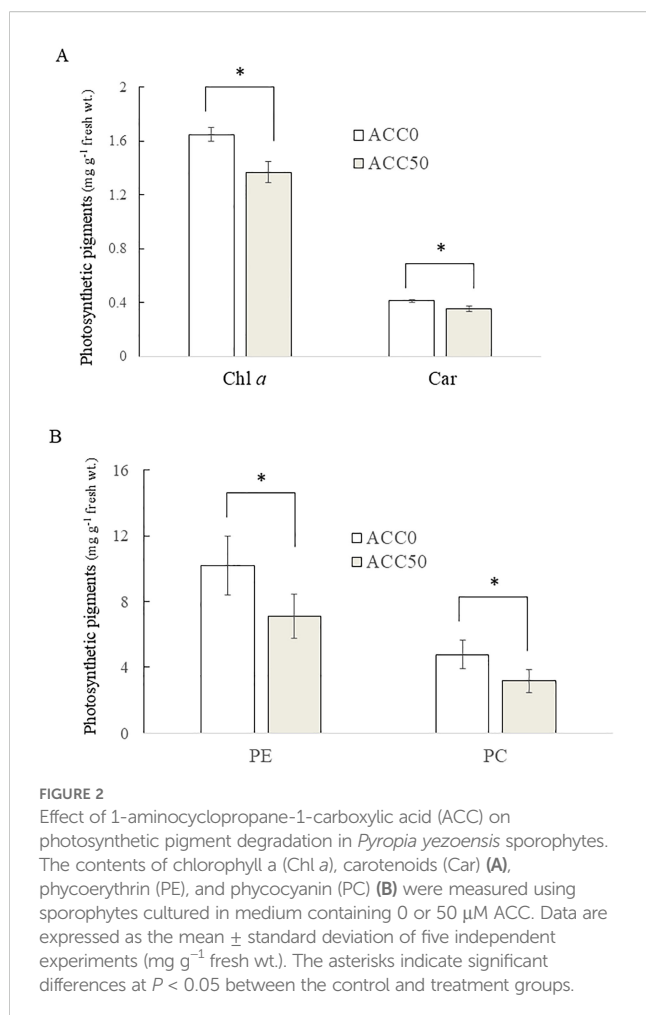 A
Photosynthetic pigments (mg g⁻¹ fresh wt.)
2
1.6
1.2
0.8
0.4
0
*
*
ACC0
ACC50
Chl a
Car
B
Photosynthetic pigments (mg g⁻¹ fresh wt.)
16
12
8
4
0
*
*
ACC0
ACC50
PE
PC
FIGURE 2
Effect of 1-aminocyclopropane-1-carboxylic acid (ACC) on
photosynthetic pigment degradation in Pyropia yezoensis sporophytes.
The contents of chlorophyll a (Chl a), carotenoids (Car) (A),
phycoerythrin (PE), and phycocyanin (PC) (B) were measured using
sporophytes cultured in medium containing 0 or 50 μM ACC. Data are
expressed as the mean ± standard deviation of five independent
experiments (mg g⁻¹ fresh wt.). The asterisks indicate significant
differences at P < 0.05 between the control and treatment groups.